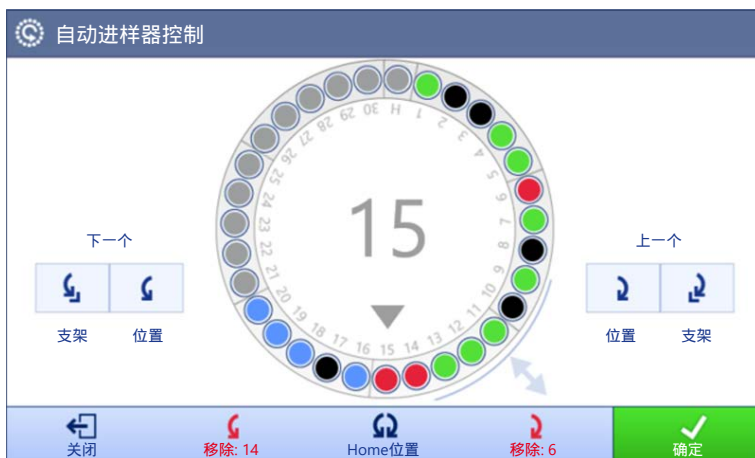 自动进样器控制
H 1 2 3 4 5 6 7 8 9 10 11 12 13 14 15 16 17 18 19 20 21 22 23 24 25 26 27 28 29 30
15
下一个
支架 位置
上一个
位置 支架
关闭 移除: 14 Home位置 移除: 6 确定